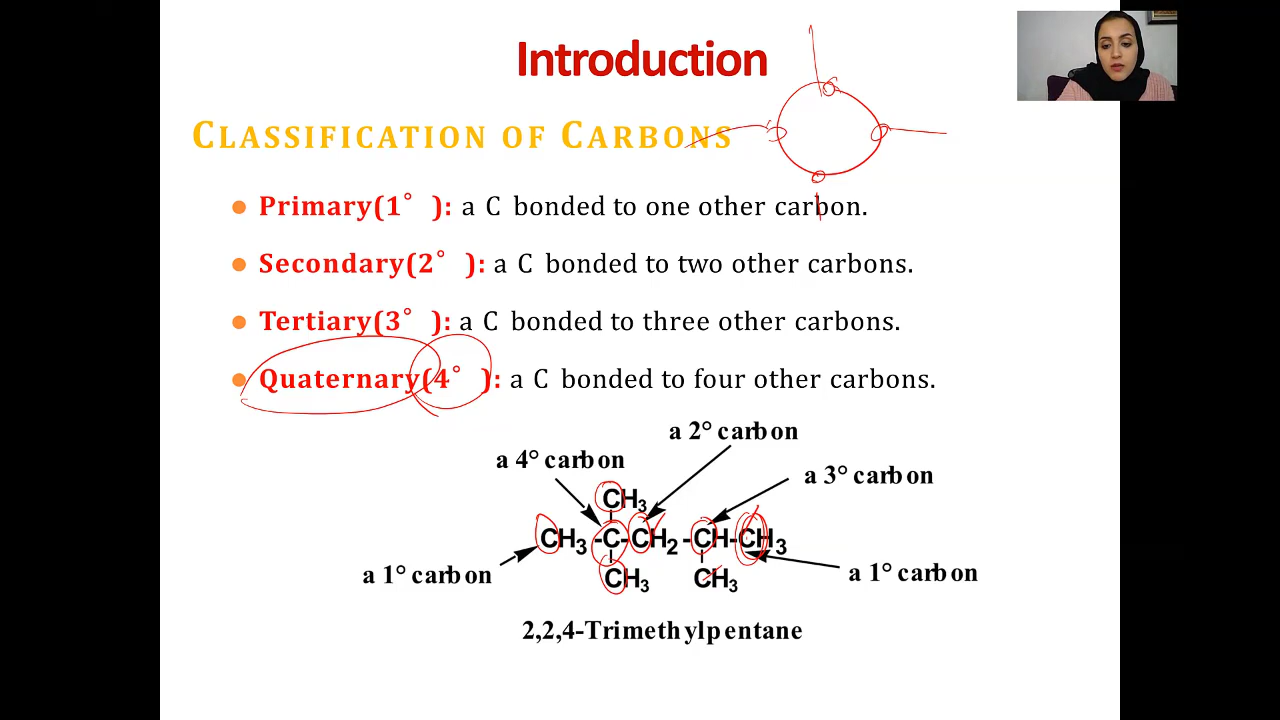 Introduction
CLASSIFICATION OF CARBONS
Primary(1° ): a C bonded to one other carbon.
Secondary(2° ): a C bonded to two other carbons.
Tertiary(3° ): a C bonded to three other carbons.
Quaternary(4° ): a C bonded to four other carbons.
a 2° carbon
a 4° carbon
a 3° carbon
CH3
CH3 -C-CH2 -CH-CH3
a 1° carbon
CH3
CH3
a 1° carbon
2,2,4-Trimethylpentane